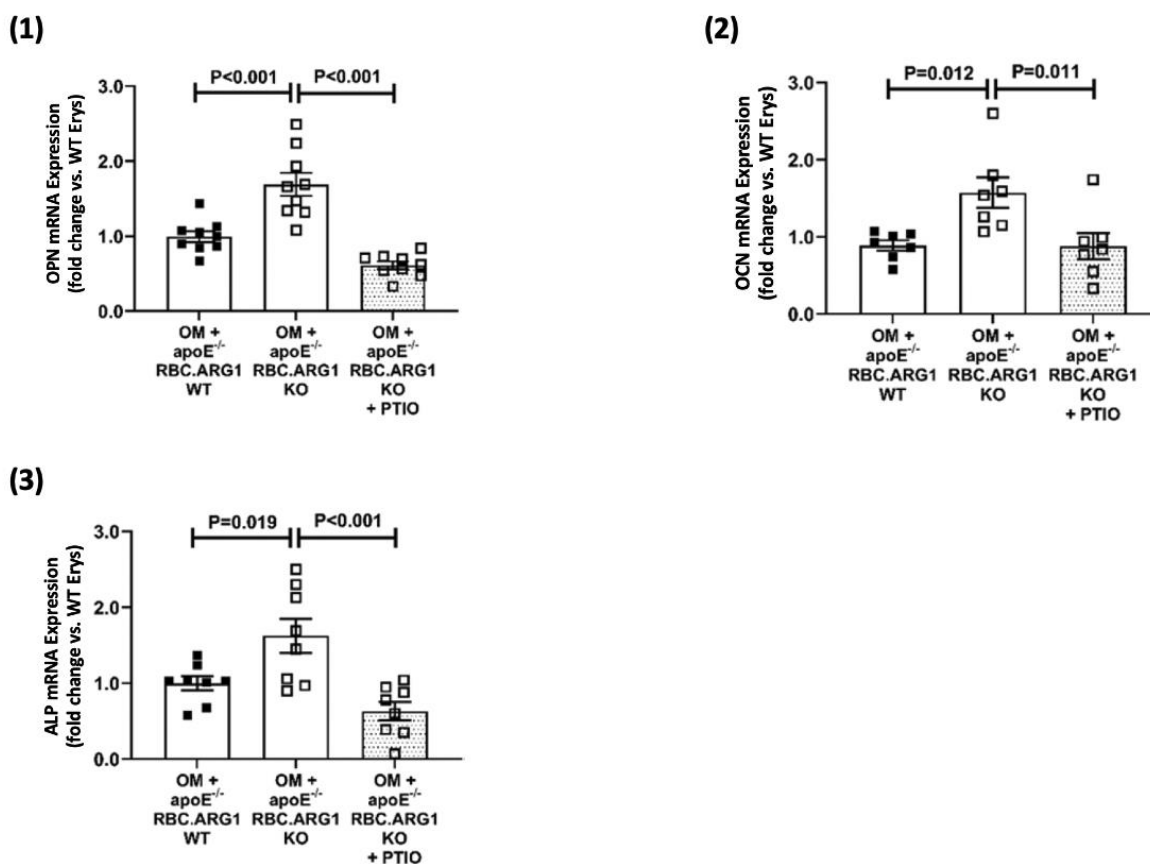 (1)
OPN mRNA Expression
(fold change vs. WT Erys)
P<0.001
P<0.001
3.0
2.0
1.0
0.0
OM +
apoE-/-
RBC.ARG1
WT
OM +
apoE-/-
RBC.ARG1
KO
OM +
apoE-/-
RBC.ARG1
KO
+ PTIO
(2)
OCN mRNA Expression
(fold change vs. WT Erys)
P=0.012
P=0.011
3.0
2.0
1.0
0.0
OM +
apoE-/-
RBC.ARG1
WT
OM +
apoE-/-
RBC.ARG1
KO
OM +
apoE-/-
RBC.ARG1
KO
+ PTIO
(3)
ALP mRNA Expression
(fold change vs. WT Erys)
P=0.019
P<0.001
3.0
2.0
1.0
0.0
OM +
apoE-/-
RBC.ARG1
WT
OM +
apoE-/-
RBC.ARG1
KO
OM +
apoE-/-
RBC.ARG1
KO
+ PTIO